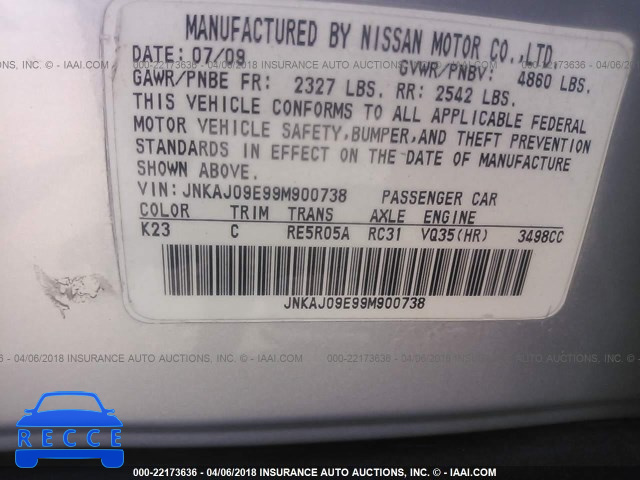 MANUFACTURED BY NISSAN MOTOR CO.,LTD.
DATE: 07/09 GVWR/PNBV: 4860 LBS.
GAWR/PNBE FR: 2327 LBS. RR: 2542 LBS.
THIS VEHICLE CONFORMS TO ALL APPLICABLE FEDERAL
MOTOR VEHICLE SAFETY,BUMPER,AND THEFT PREVENTION
STANDARDS IN EFFECT ON THE DATE OF MANUFACTURE
SHOWN ABOVE.
VIN: JNKAJ09E99M900738 PASSENGER CAR
COLOR TRIM TRANS AXLE ENGINE
K23 C RE5R05A RC31 VQ35(HR) 3498CC
JNKAJ09E99M900738
000-22173636 - 04/06/2018 INSURANCE AUTO AUCTIONS, INC. - © IAAI.COM
RECCE
000-22173636 - 04/06/2018 INSURANCE AUTO AUCTIONS, INC. - © IAAI.COM